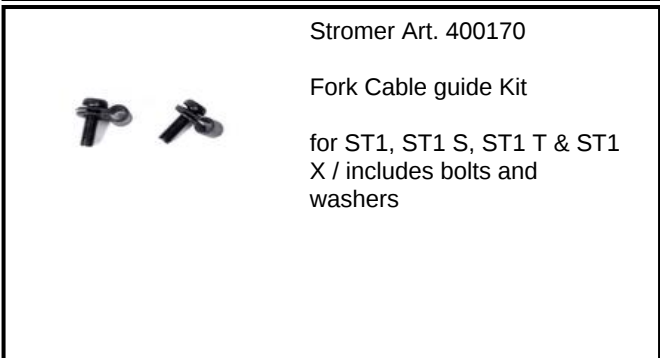 Stromer Art. 400170
Fork Cable guide Kit
for ST1, ST1 S, ST1 T & ST1
X / includes bolts and
washers